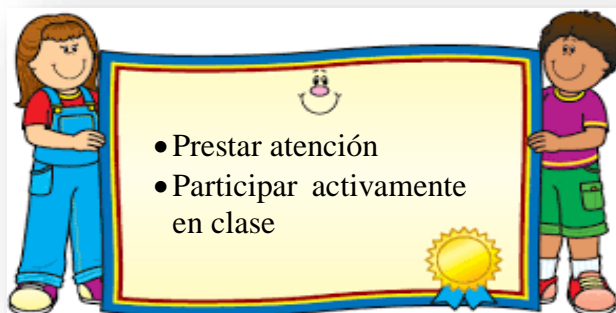 • Prestar atención
• Participar activamente
en clase